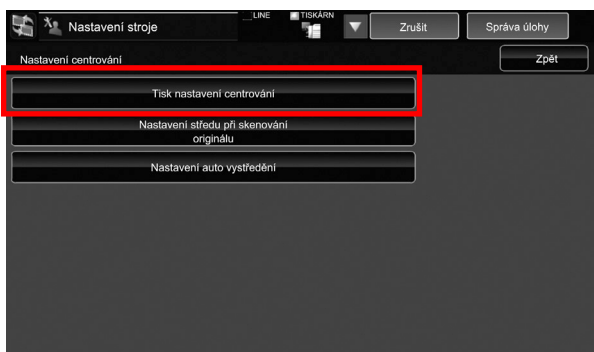 LINE
TISKÁRN
Nastavení stroje
Zrušit
Správa úlohy
Nastavení centrování
Zpět
Tisk nastavení centrování
Nastavení středu při skenování
originálu
Nastavení auto vystředění